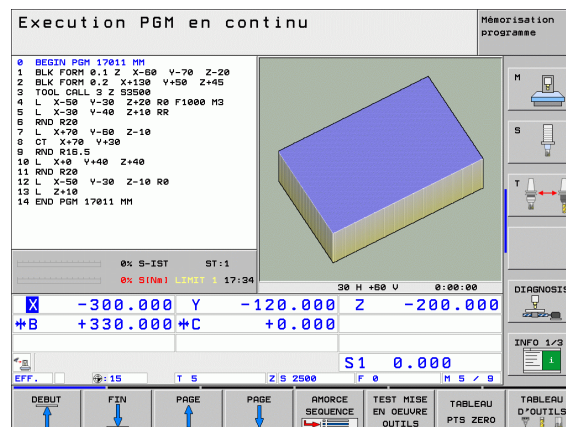 Execution PGM en continu
Mémorisation
programme
0 BEGIN PGM 17011 MM
1 BLK FORM 0.1 Z X-60 Y-70 Z-20
2 BLK FORM 0.2 X+130 Y+50 Z+45
3 TOOL CALL 3 Z S3500
4 L X-50 Y-30 Z+20 R0 F1000 M3
5 L X-30 Y-40 Z+10 RR
6 RND R20
7 L X+70 Y-60 Z-10
8 CT X+70 Y+30
9 RND R16.5
10 L X+0 Y+40 Z+40
11 RND R20
12 L X-50 Y-30 Z-10 R0
13 L Z+10
14 END PGM 17011 MM
0% S-IST ST:1
0% S[Nm] LIMIT 1 17:34
30 H +60 V 0:00:00
X -300.000 Y -120.000 Z -200.000
B +330.000 C +0.000
S1 0.000
EFF. : 15 T 5 Z S 2500 F 0 M 5 / 9
M
S
T
DIAGNOSIS
INFO 1/3
i
DEBUT
FIN
PAGE
PAGE
AMORCE
SEQUENCE
TEST MISE
EN OEUVRE
OUTILS
TABLEAU
PTS ZERO
TABLEAU
D'OUTILS